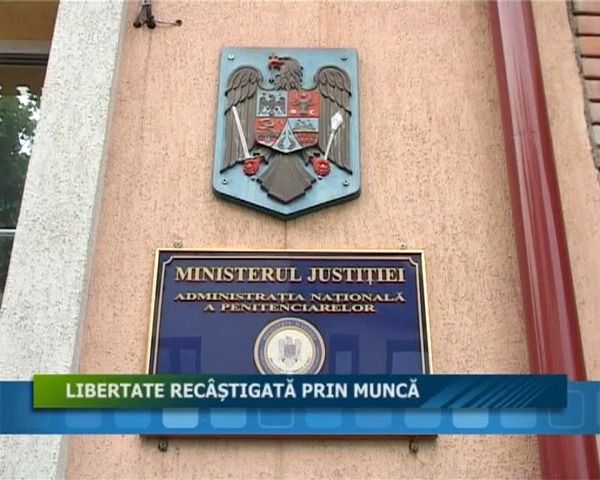 MINISTERUL JUSTIȚIEI
ADMINISTRAȚIA NAȚIONALĂ
A PENITENCIARELOR
LIBERTATE RECÂȘTIGATĂ PRIN MUNCĂ